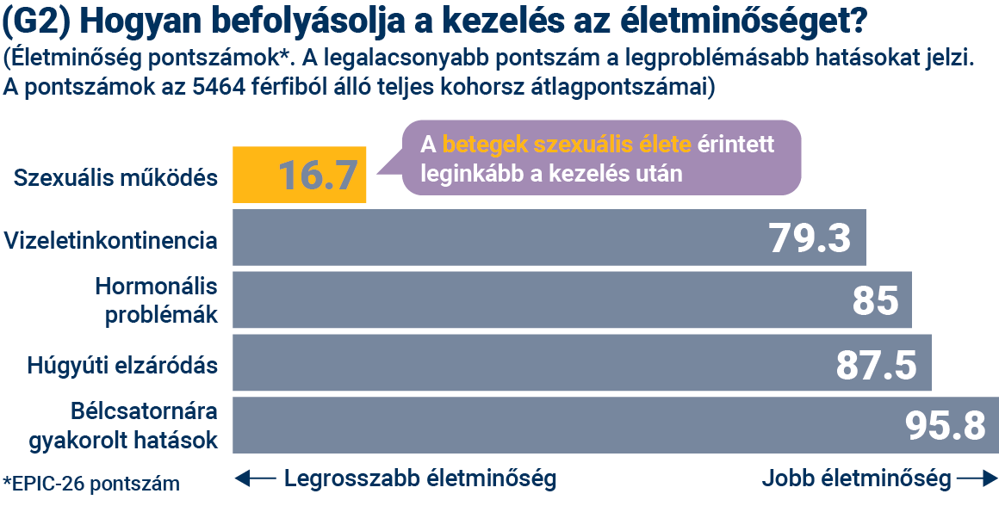 (G2) Hogyan befolyásolja a kezelés az életminőséget?
(Életminőség pontszámok*. A legalacsonyabb pontszám a legproblémásabb hatásokat jelzi.
A pontszámok az 5464 férfiból álló teljes kohorsz átlagpontszámai)
A betegek szexuális élete érintett
leginkább a kezelés után
Szexuális működés
16.7
Vizeletinkontencia
79.3
Hormonális
problémák
85
Húgyúti elzáródás
87.5
Bélcsatornára
gyakorolt hatások
95.8
*EPIC-26 pontszám
Legrosszabb életminőség
Jobb életminőség